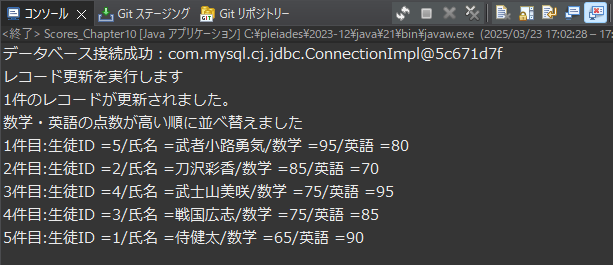 コンソール × Git ステージング Git リポジトリー
<終了> Scores_Chapter10 [Java アプリケーション] C:¥pleiades¥2023-12¥java¥21¥bin¥javaw.exe (2025/03/23 17:02:28 – 17:
データベース接続成功：com.mysql.cj.jdbc.ConnectionImpl@5c671d7f
レコード更新を実行します
1件のレコードが更新されました。
数学・英語の点数が高い順に並べ替えました
1件目:生徒ID =5/氏名 =武者小路勇気/数学 =95/英語 =80
2件目:生徒ID =2/氏名 =刀沢彩香/数学 =85/英語 =70
3件目:生徒ID =4/氏名 =武士山美咲/数学 =75/英語 =95
4件目:生徒ID =3/氏名 =戦国広志/数学 =75/英語 =85
5件目:生徒ID =1/氏名 =侍健太/数学 =65/英語 =90